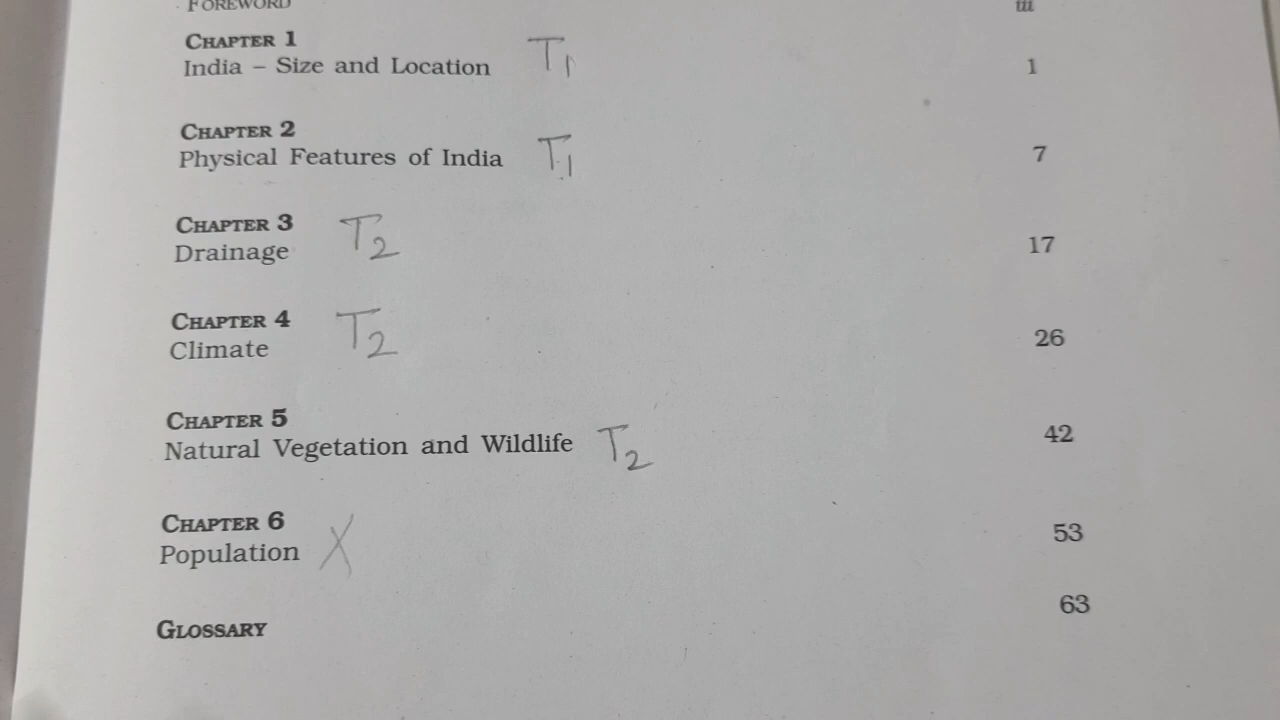 FOREWORD iii
CHAPTER 1
India – Size and Location T1 1
CHAPTER 2
Physical Features of India T1 7
CHAPTER 3
Drainage T2 17
CHAPTER 4
Climate T2 26
CHAPTER 5
Natural Vegetation and Wildlife T2 42
CHAPTER 6
Population X 53
GLOSSARY 63